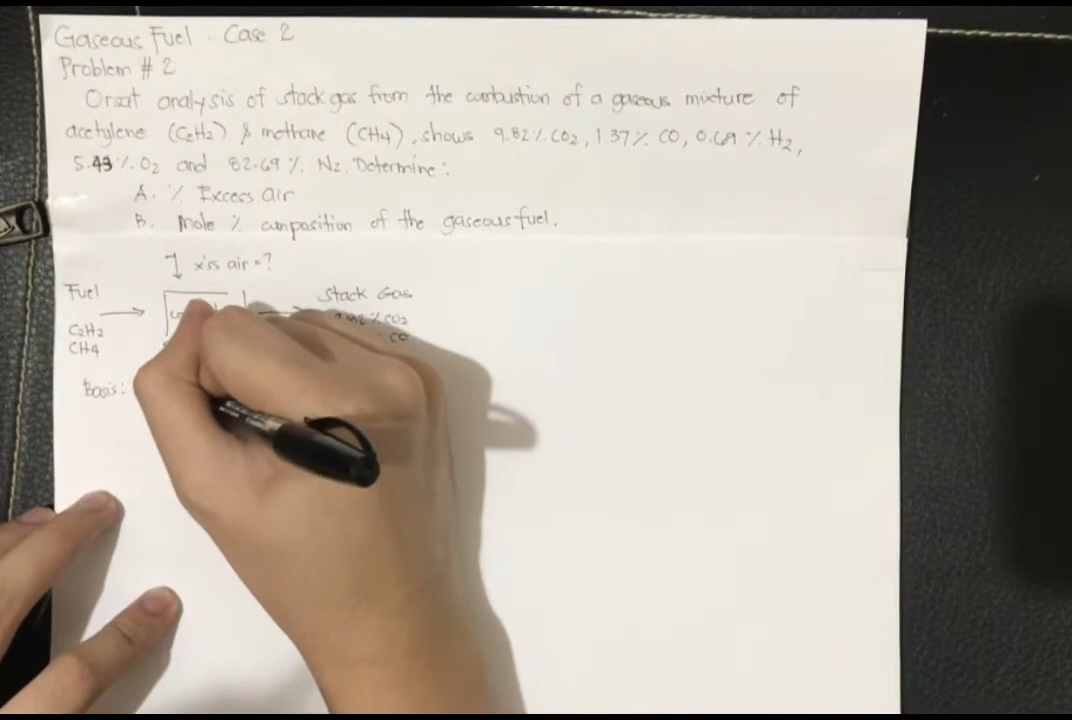 Gaseous Fuel : Case 2
Problem # 2
Orsat analysis of stack gas from the combustion of a gaseous mixture of
acetylene (C2H2) & methane (CH4), shows 9.82% CO2, 1.37% CO, 0.69 % H2,
5.43 % O2 and 82.69 % N2. Determine:
A. % Excess air
B. Mole % composition of the gaseous fuel.
x's air = ?
Fuel
Stack Gas
C2H2
CO2
CH4
CO
Basis: